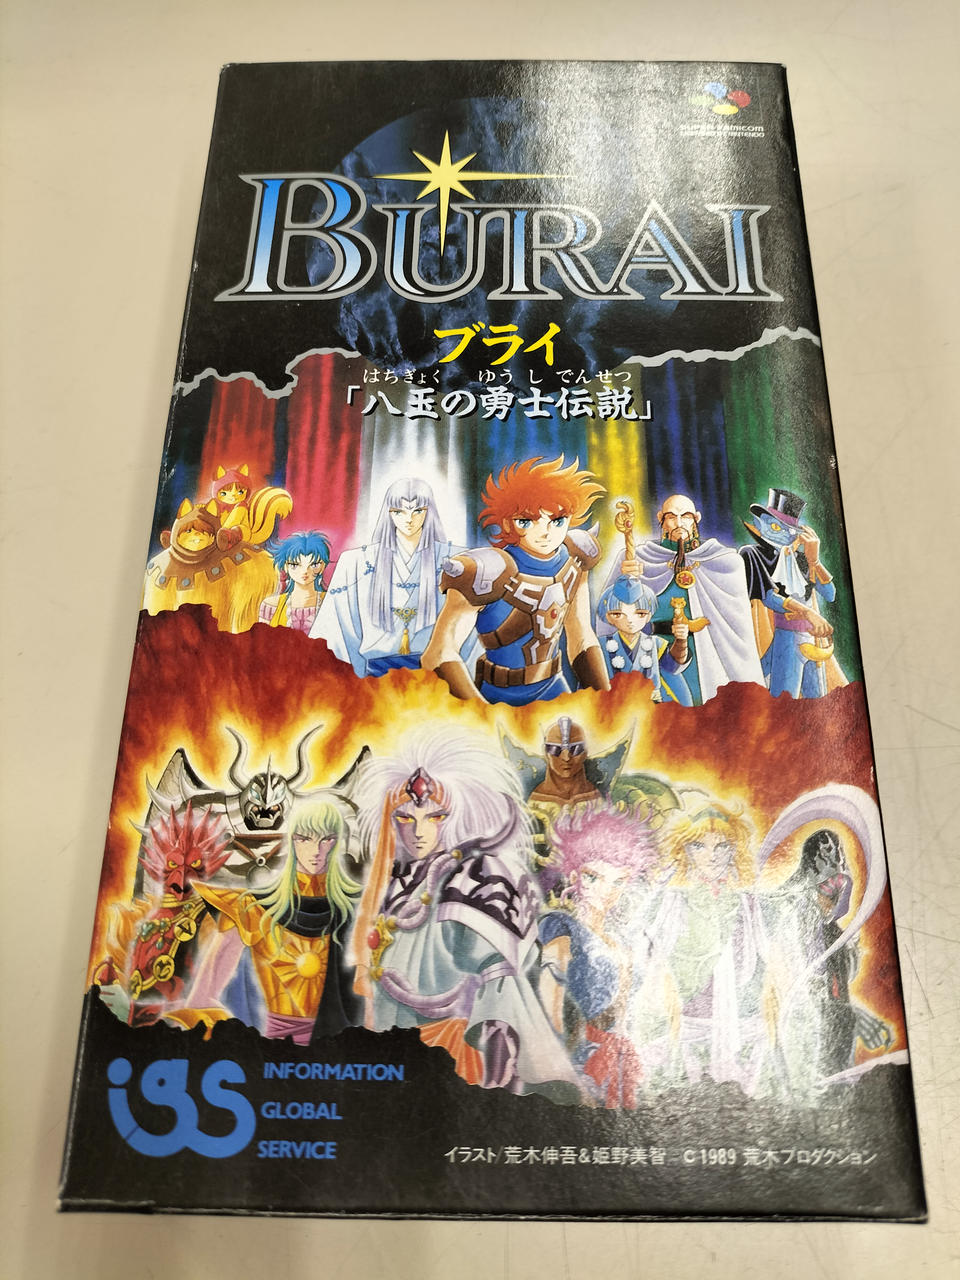 SUPER FAMICOM
BURAI
ブライ
はちぎょく ゆうしでんせつ
「八玉の勇士伝説」
igs
INFORMATION
GLOBAL
SERVICE
イラスト/荒木伸吾&姫野美智 © 1989 荒木プロダクション